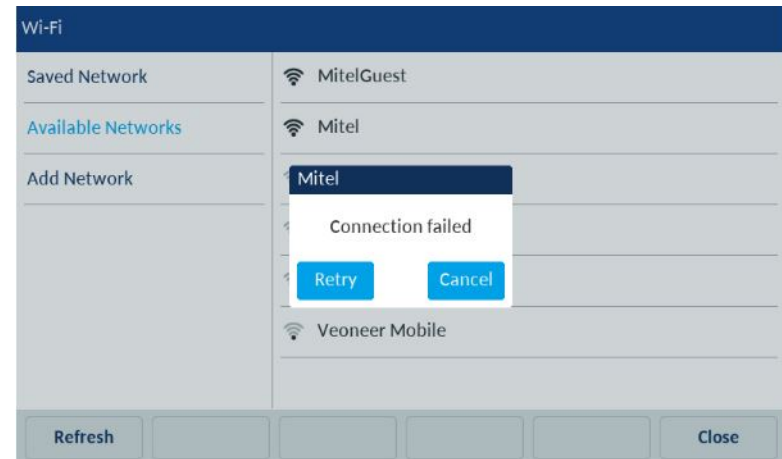 Wi-Fi
Saved Network
Available Networks
Add Network
MitelGuest
Mitel
Mitel
Connection failed
Retry Cancel
Veoneer Mobile
Refresh Close